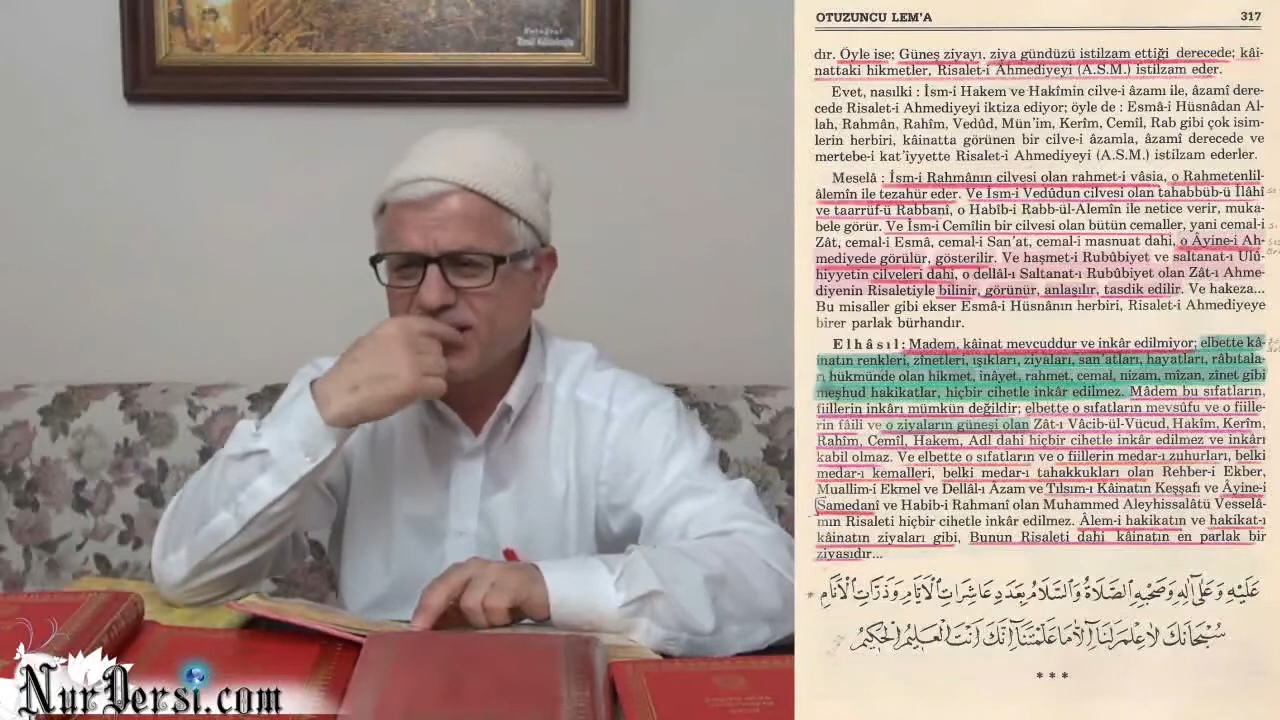 Fotoğraf
OTUZUNCU LEM'A 317
dır. Öyle ise; Güneş ziyayı, ziya gündüzü istilzam ettiği derecede; kâi-
nattaki hikmetler, Risalet-i Ahmediyeyi (A.S.M.) istilzam eder.
Evet, nasılki : İsm-i Hakem ve Hakîmin cilve-i âzamı ile, âzamî dere-
cede Risalet-i Ahmediyeyi iktiza ediyor; öyle de : Esmâ-i Hüsnâdan Al-
lah, Rahmân, Rahîm, Vedûd, Mün'im, Kerîm, Cemîl, Rab gibi çok isim-
lerin herbiri, kâinatta görünen bir cilve-i âzamla, âzamî derecede ve
mertebe-i kat'iyyette Risalet-i Ahmediyeyi (A.S.M.) istilzam ederler.
Meselâ : İsm-i Rahmânın cilvesi olan rahmet-i vâsia, o Rahmetenlil-
âlemîn ile tezahür eder. Ve İsm-i Vedûdun cilvesi olan tahabbüb-ü İlâhî
ve taarrüf-ü Rabbanî, o Habîb-i Rabb-ül-Alemîn ile netice verir, muka-
bele görür. Ve İsm-i Cemîlin bir cilvesi olan bütün cemaller, yani cemal-i
Zât, cemal-i Esmâ, cemal-i San'at, cemal-i masnuat dahi, o Âyine-i Ah-
mediyede görülür, gösterilir. Ve haşmet-i Rubûbiyet ve saltanat-ı Ulû-
hiyyetin cilveleri dahi, o dellâl-ı Saltanat-ı Rubûbiyet olan Zât-ı Ahme-
diyenin Risaletiyle bilinir, görünür, anlaşılır, tasdik edilir. Ve hakeza...
Bu misaller gibi ekser Esmâ-i Hüsnânın herbiri, Risalet-i Ahmediyeye
birer parlak bürhandır.
Elhâsıl: Madem, kâinat mevcuddur ve inkâr edilmiyor; elbette kâ-
inatın renkleri, zînetleri, ışıkları, ziyaları, san'atları, hayatları, râbıtala-
rı hükmünde olan hikmet, inâyet, rahmet, cemal, nizam, mîzan, zinet gibi
meşhud hakikatlar, hiçbir cihetle inkâr edilmez. Mâdem bu sıfatların,
fiillerin inkârı mümkün değildir; elbette o sıfatların mevsûfu ve o fiille-
rin fâili ve o ziyaların güneşi olan Zât-ı Vâcib-ül-Vücud, Hakîm, Kerîm,
Rahîm, Cemîl, Hakem, Adl dahi hiçbir cihetle inkâr edilmez ve inkârı
kabil olmaz. Ve elbette o sıfatların ve o fiillerin medar-ı zuhurları, belki
medar-ı kemalleri, belki medar-ı tahakkukları olan Rehber-i Ekber,
Muallim-i Ekmel ve Dellâl-ı Âzam ve Tılsım-ı Kâinatın Keşşafı ve Âyine-i
Samedanî ve Habîb-i Rahmanî olan Muhammed Aleyhissalâtü Vesselâ-
mın Risaleti hiçbir cihetle inkâr edilmez. Âlem-i hakikatın ve hakikat-ı
kâinatın ziyaları gibi, Bunun Risaleti dahi kâinatın en parlak bir
ziyasıdır...
عَلَيْهِ وَعَلَى آلِهِ وَصَحْبِهِ الصَّلَاةُ وَالسَّلَامُ بِعَدَدِ عَاشِرَاتِ الْاَيَّامِ وَذَرَّاتِ الْاَنَامِ
سُبْحَانَكَ لَا عِلْمَ لَنَا اِلَّا مَا عَلَّمْتَنَا اِنَّكَ اَنْتَ الْعَلِيمُ الْحَكِيمُ
* * *
NurDersi.com